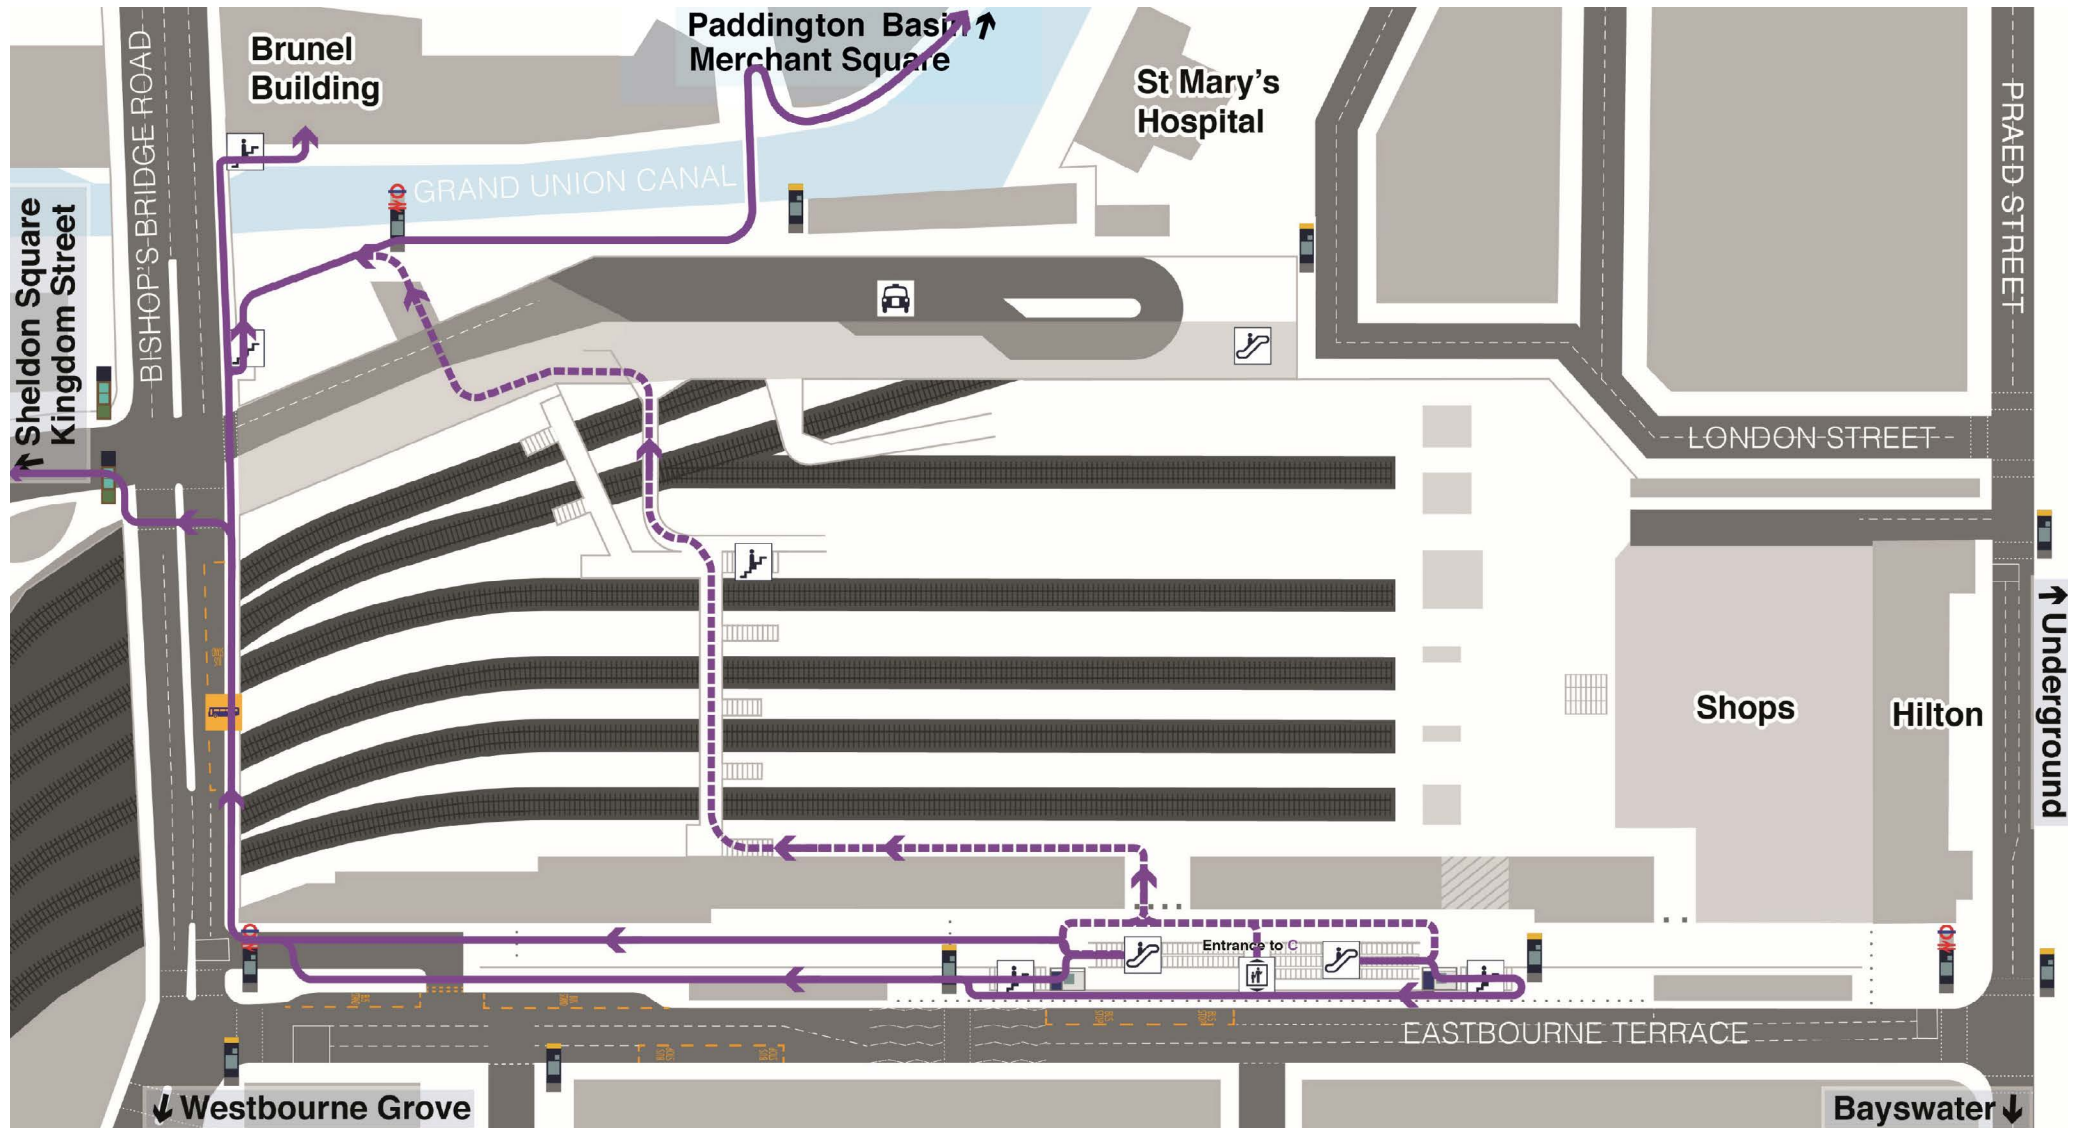 Paddington Basin
Merchant Square
Brunel
Building
St Mary's
Hospital
BISHOP'S BRIDGE ROAD
PRAED STREET
GRAND UNION CANAL
Sheldon Square
Kingdom Street
LONDON STREET
Underground
Shops
Hilton
Entrance to C
EASTBOURNE TERRACE
Westbourne Grove
Bayswater